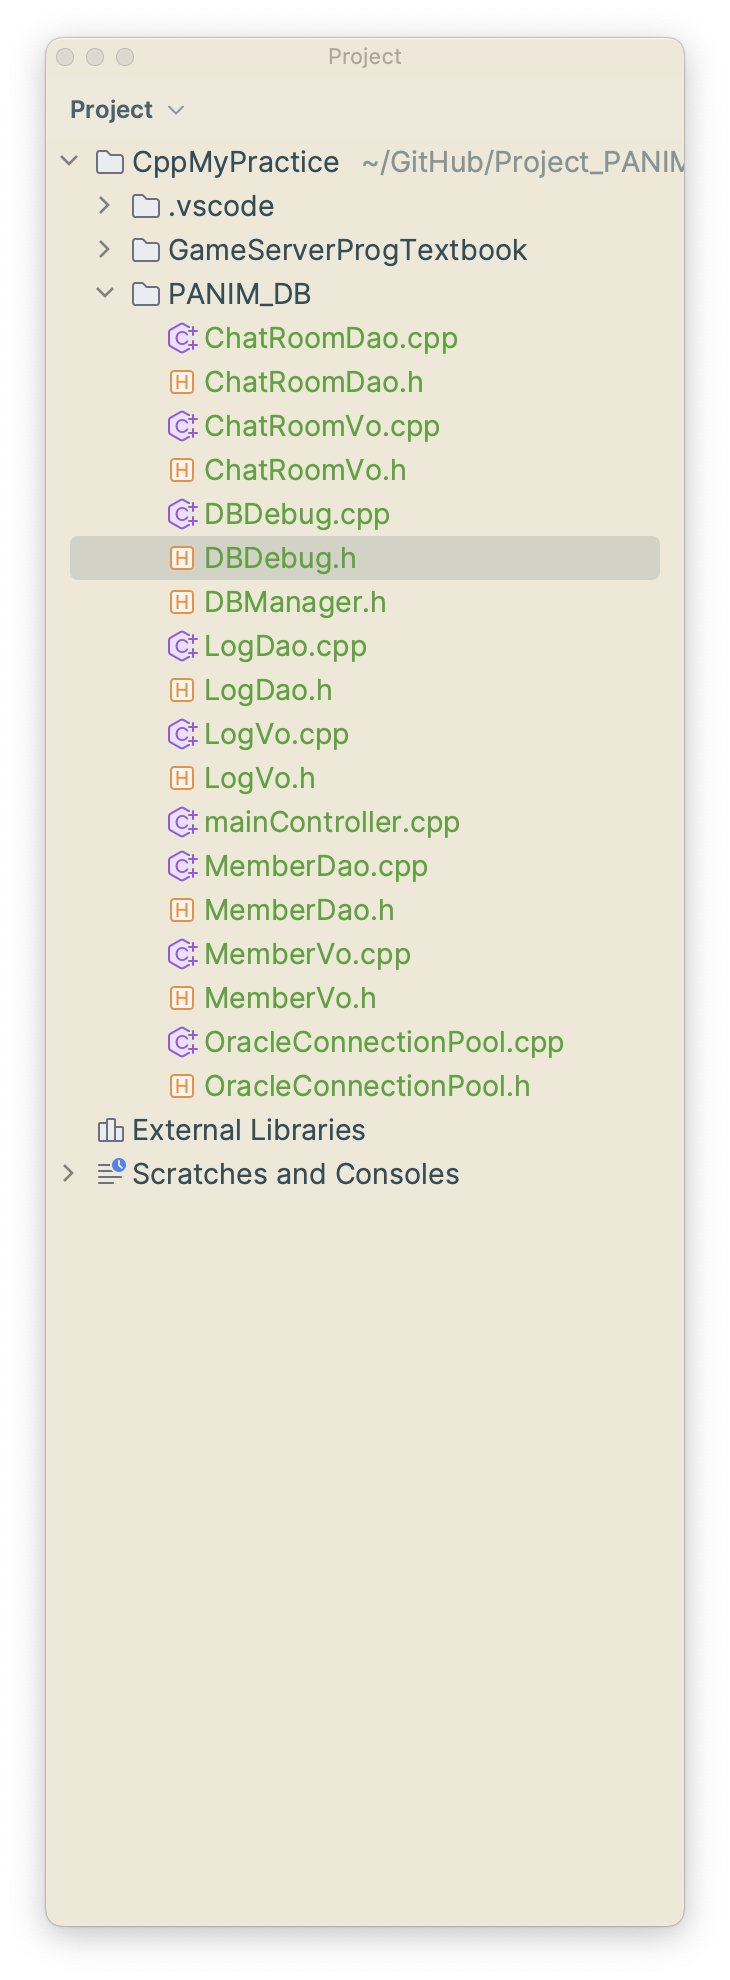 Project
Project
CppMyPractice ~/GitHub/Project_PANIM
.vscode
GameServerProgTextbook
PANIM_DB
ChatRoomDao.cpp
ChatRoomDao.h
ChatRoomVo.cpp
ChatRoomVo.h
DBDebug.cpp
DBDebug.h
DBManager.h
LogDao.cpp
LogDao.h
LogVo.cpp
LogVo.h
mainController.cpp
MemberDao.cpp
MemberDao.h
MemberVo.cpp
MemberVo.h
OracleConnectionPool.cpp
OracleConnectionPool.h
External Libraries
Scratches and Consoles